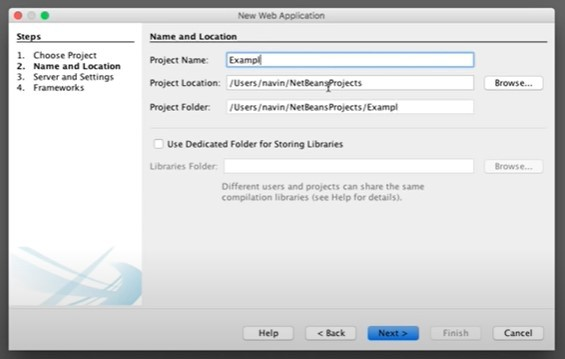 New Web Application
Steps
1. Choose Project
2. Name and Location
3. Server and Settings
4. Frameworks
Name and Location
Project Name: Exampl
Project Location: /Users/navin/NetBeansProjects Browse...
Project Folder: /Users/navin/NetBeansProjects/Exampl
Use Dedicated Folder for Storing Libraries
Libraries Folder: Browse...
Different users and projects can share the same
compilation libraries (see Help for details).
Help < Back Next > Finish Cancel